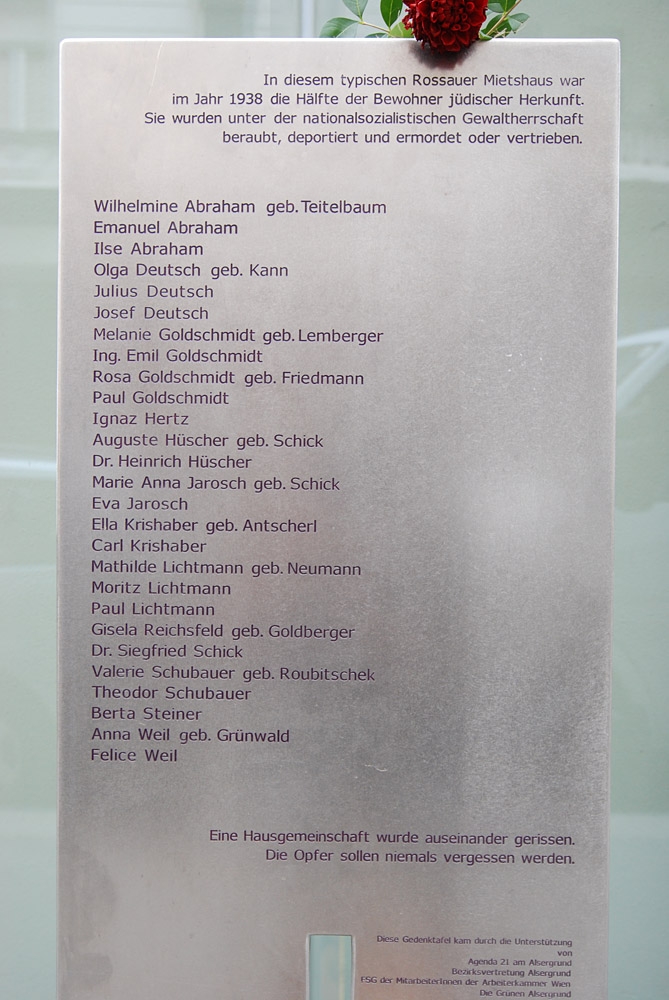 In diesem typischen Rossauer Mietshaus war
im Jahr 1938 die Hälfte der Bewohner jüdischer Herkunft.
Sie wurden unter der nationalsozialistischen Gewaltherrschaft
beraubt, deportiert und ermordet oder vertrieben.
Wilhelmine Abraham geb. Teitelbaum
Emanuel Abraham
Ilse Abraham
Olga Deutsch geb. Kann
Julius Deutsch
Josef Deutsch
Melanie Goldschmidt geb. Lemberger
Ing. Emil Goldschmidt
Rosa Goldschmidt geb. Friedmann
Paul Goldschmidt
Ignaz Hertz
Auguste Hüscher geb. Schick
Dr. Heinrich Hüscher
Marie Anna Jarosch geb. Schick
Eva Jarosch
Ella Krishaber geb. Antscherl
Carl Krishaber
Mathilde Lichtmann geb. Neumann
Moritz Lichtmann
Paul Lichtmann
Gisela Reichsfeld geb. Goldberger
Dr. Siegfried Schick
Valerie Schubauer geb. Roubitschek
Theodor Schubauer
Berta Steiner
Anna Weil geb. Grünwald
Felice Weil
Eine Hausgemeinschaft wurde auseinander gerissen.
Die Opfer sollen niemals vergessen werden.
Diese Gedenktafel kam durch die Unterstützung
von
Agenda 21 am Alsergrund
Bezirksvertretung Alsergrund
FSG der MitarbeiterInnen der Arbeiterkammer Wien
Die Grünen Alsergrund